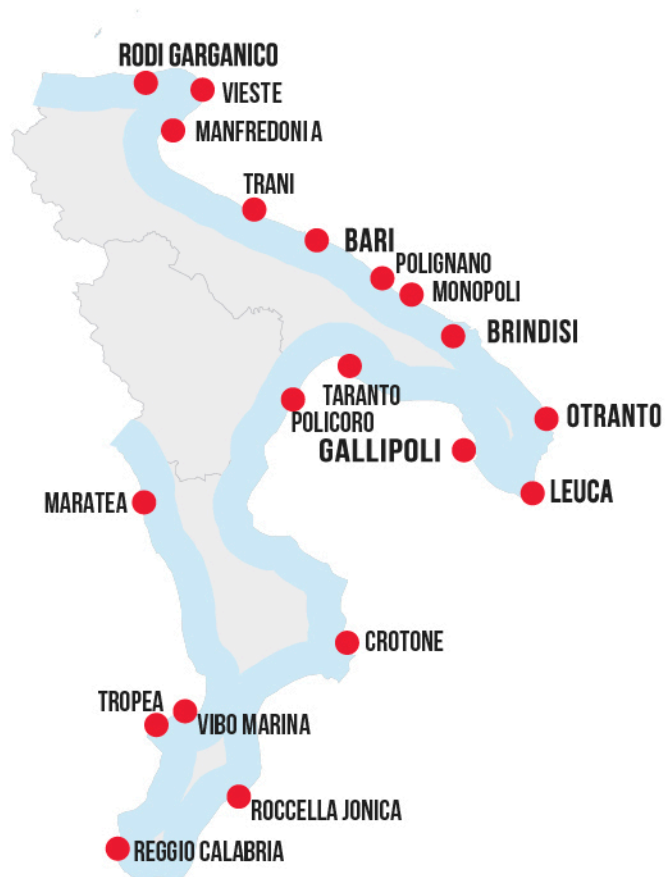 RODI GARGANICO
VIESTE
MANFREDONIA
TRANI
BARI
POLIGNANO
MONOPOLI
BRINDISI
TARANTO
POLICORO
OTRANTO
GALLIPOLI
LEUCA
MARATEA
CROTONE
TROPEA
VIBO MARINA
ROCCELLA JONICA
REGGIO CALABRIA